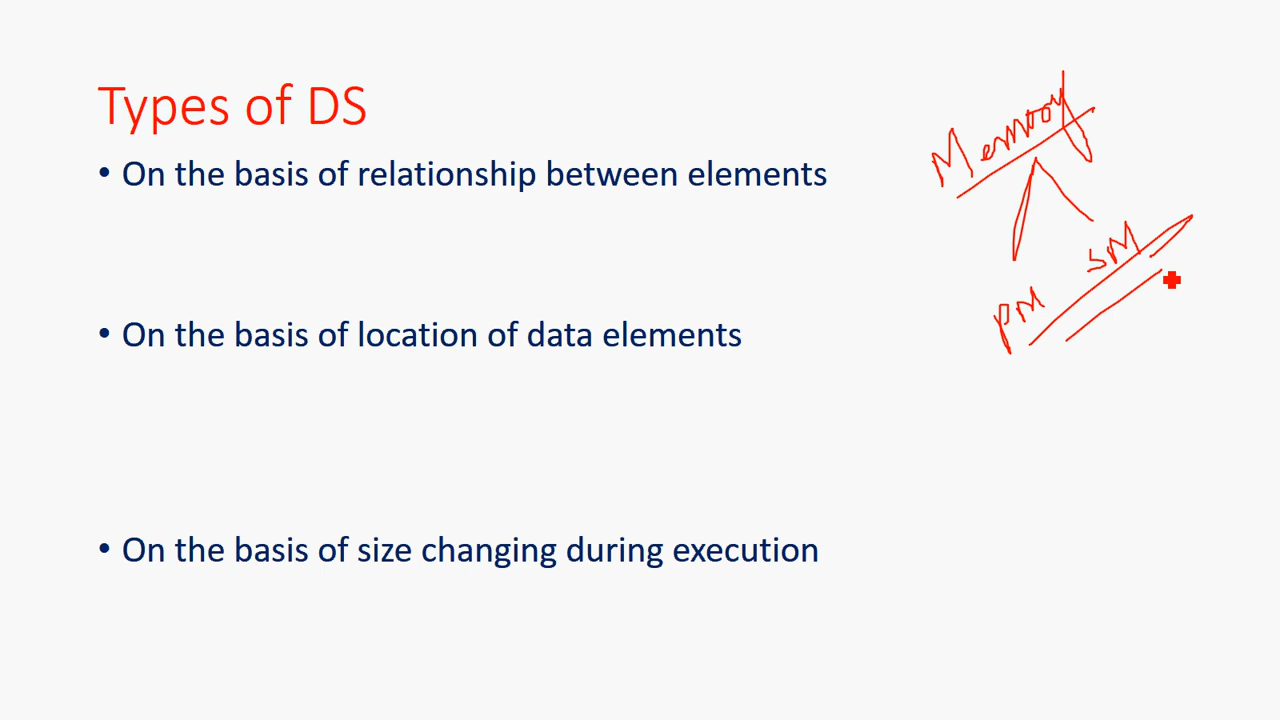 Types of DS
• On the basis of relationship between elements
• On the basis of location of data elements
• On the basis of size changing during execution
Memory
PM SM